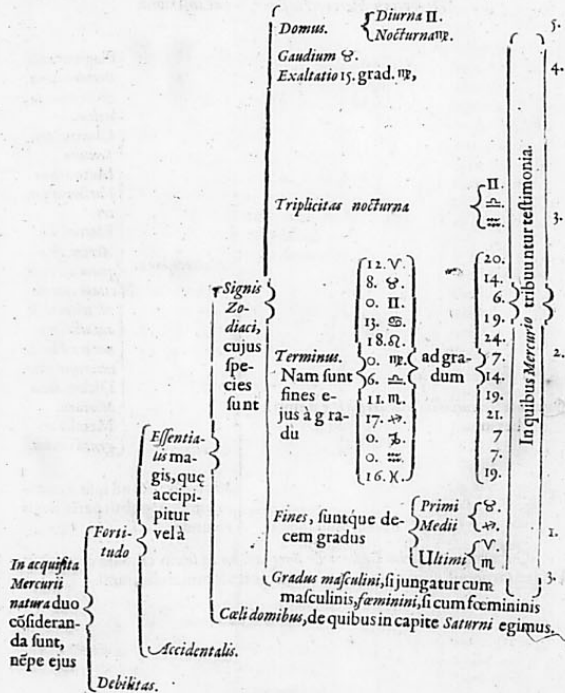 Domus. Diurna ♊. 5.
Nocturna ♍.
Gaudium ♉. 4.
Exaltatio 15. grad. ♍,
Triplicitas nocturna ♊. 3.
♎.
♒.
Signis Zodiaci, cujus species sunt
Terminus. Nam sunt fines ejus à gradu 2.
12. ♈. ad gradum 20.
8. ♉. 14.
0. ♊. 6.
13. ♋. 19.
18. ♌. 24.
0. ♍. 7.
6. ♎. 14.
11. ♏. 19.
17. ♐. 21.
0. ♑. 7
0. ♒. 7.
16. ♓. 19.
In quibus Mercurio tribuuntur testimonia.
Fines, suntque decem gradus 1.
Primi ♉.
Medii ♐.
Ultimi ♈
♏
Gradus masculini, si jungatur cum 3.
masculinis, fœminini, si cum fœmininis
Cœli domibus, de quibus in capite Saturni egimus.
Essentialis magis, quę accipipitur vel à
Fortitudo
Accidentalis.
In acquisita
Mercurii
natura duo
cōsideranda sunt,
nēpe ejus
Debilitas.